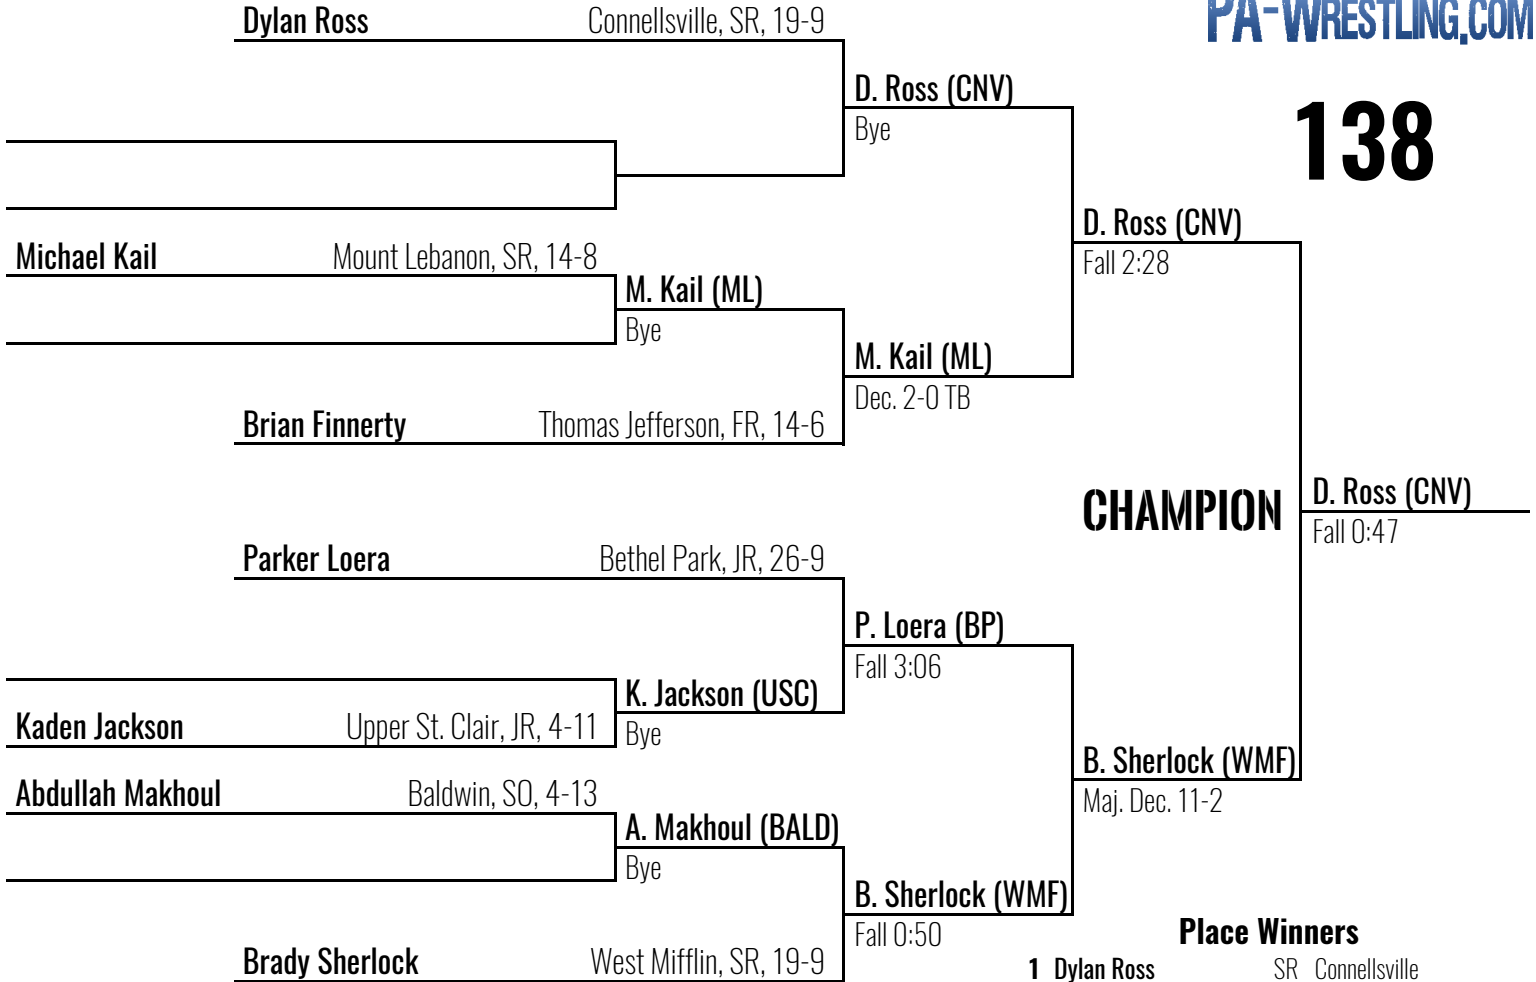 Dylan Ross Connellsville, SR, 19-9
PA-WRESTLING.COM
D. Ross (CNV)
Bye
138
D. Ross (CNV)
Fall 2:28
Michael Kail Mount Lebanon, SR, 14-8
M. Kail (ML)
Bye
M. Kail (ML)
Dec. 2-0 TB
Brian Finnerty Thomas Jefferson, FR, 14-6
CHAMPION
D. Ross (CNV)
Fall 0:47
Parker Loera Bethel Park, JR, 26-9
P. Loera (BP)
Fall 3:06
K. Jackson (USC)
Bye
Kaden Jackson Upper St. Clair, JR, 4-11
B. Sherlock (WMF)
Maj. Dec. 11-2
Abdullah Makhoul Baldwin, SO, 4-13
A. Makhoul (BALD)
Bye
B. Sherlock (WMF)
Fall 0:50
Brady Sherlock West Mifflin, SR, 19-9
Place Winners
1 Dylan Ross SR Connellsville